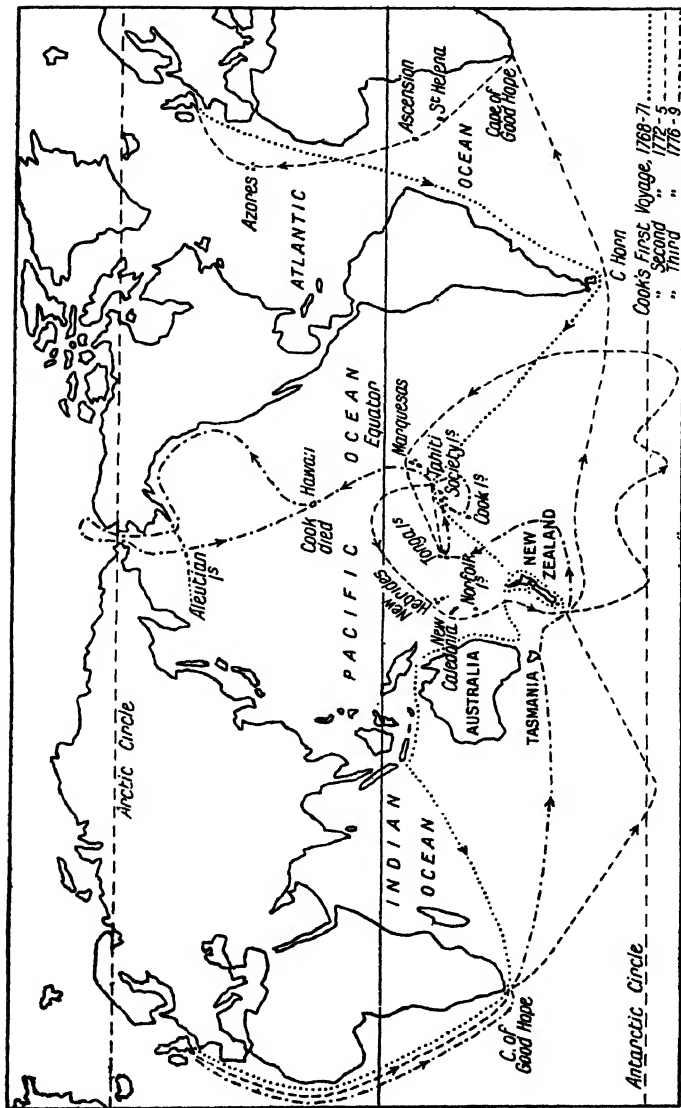 Arctic Circle
Aleutian
Is
Azores
ATLANTIC
Ascension
St Helena
OCEAN
Cape of
Good Hope
C. Horn
Hawaii
Cook
died
PACIFIC
OCEAN
Equator
Marquesas
Tahiti
Society Is
Cook Is
Tonga Is
New
Hebrides
Norfolk
Is
New
Caledonia
NEW
ZEALAND
AUSTRALIA
TASMANIA
INDIAN
OCEAN
C. of
Good Hope
Antarctic Circle
Cook's First Voyage, 1768-71
" Second " 1772 - 5
" Third " 1776 - 9